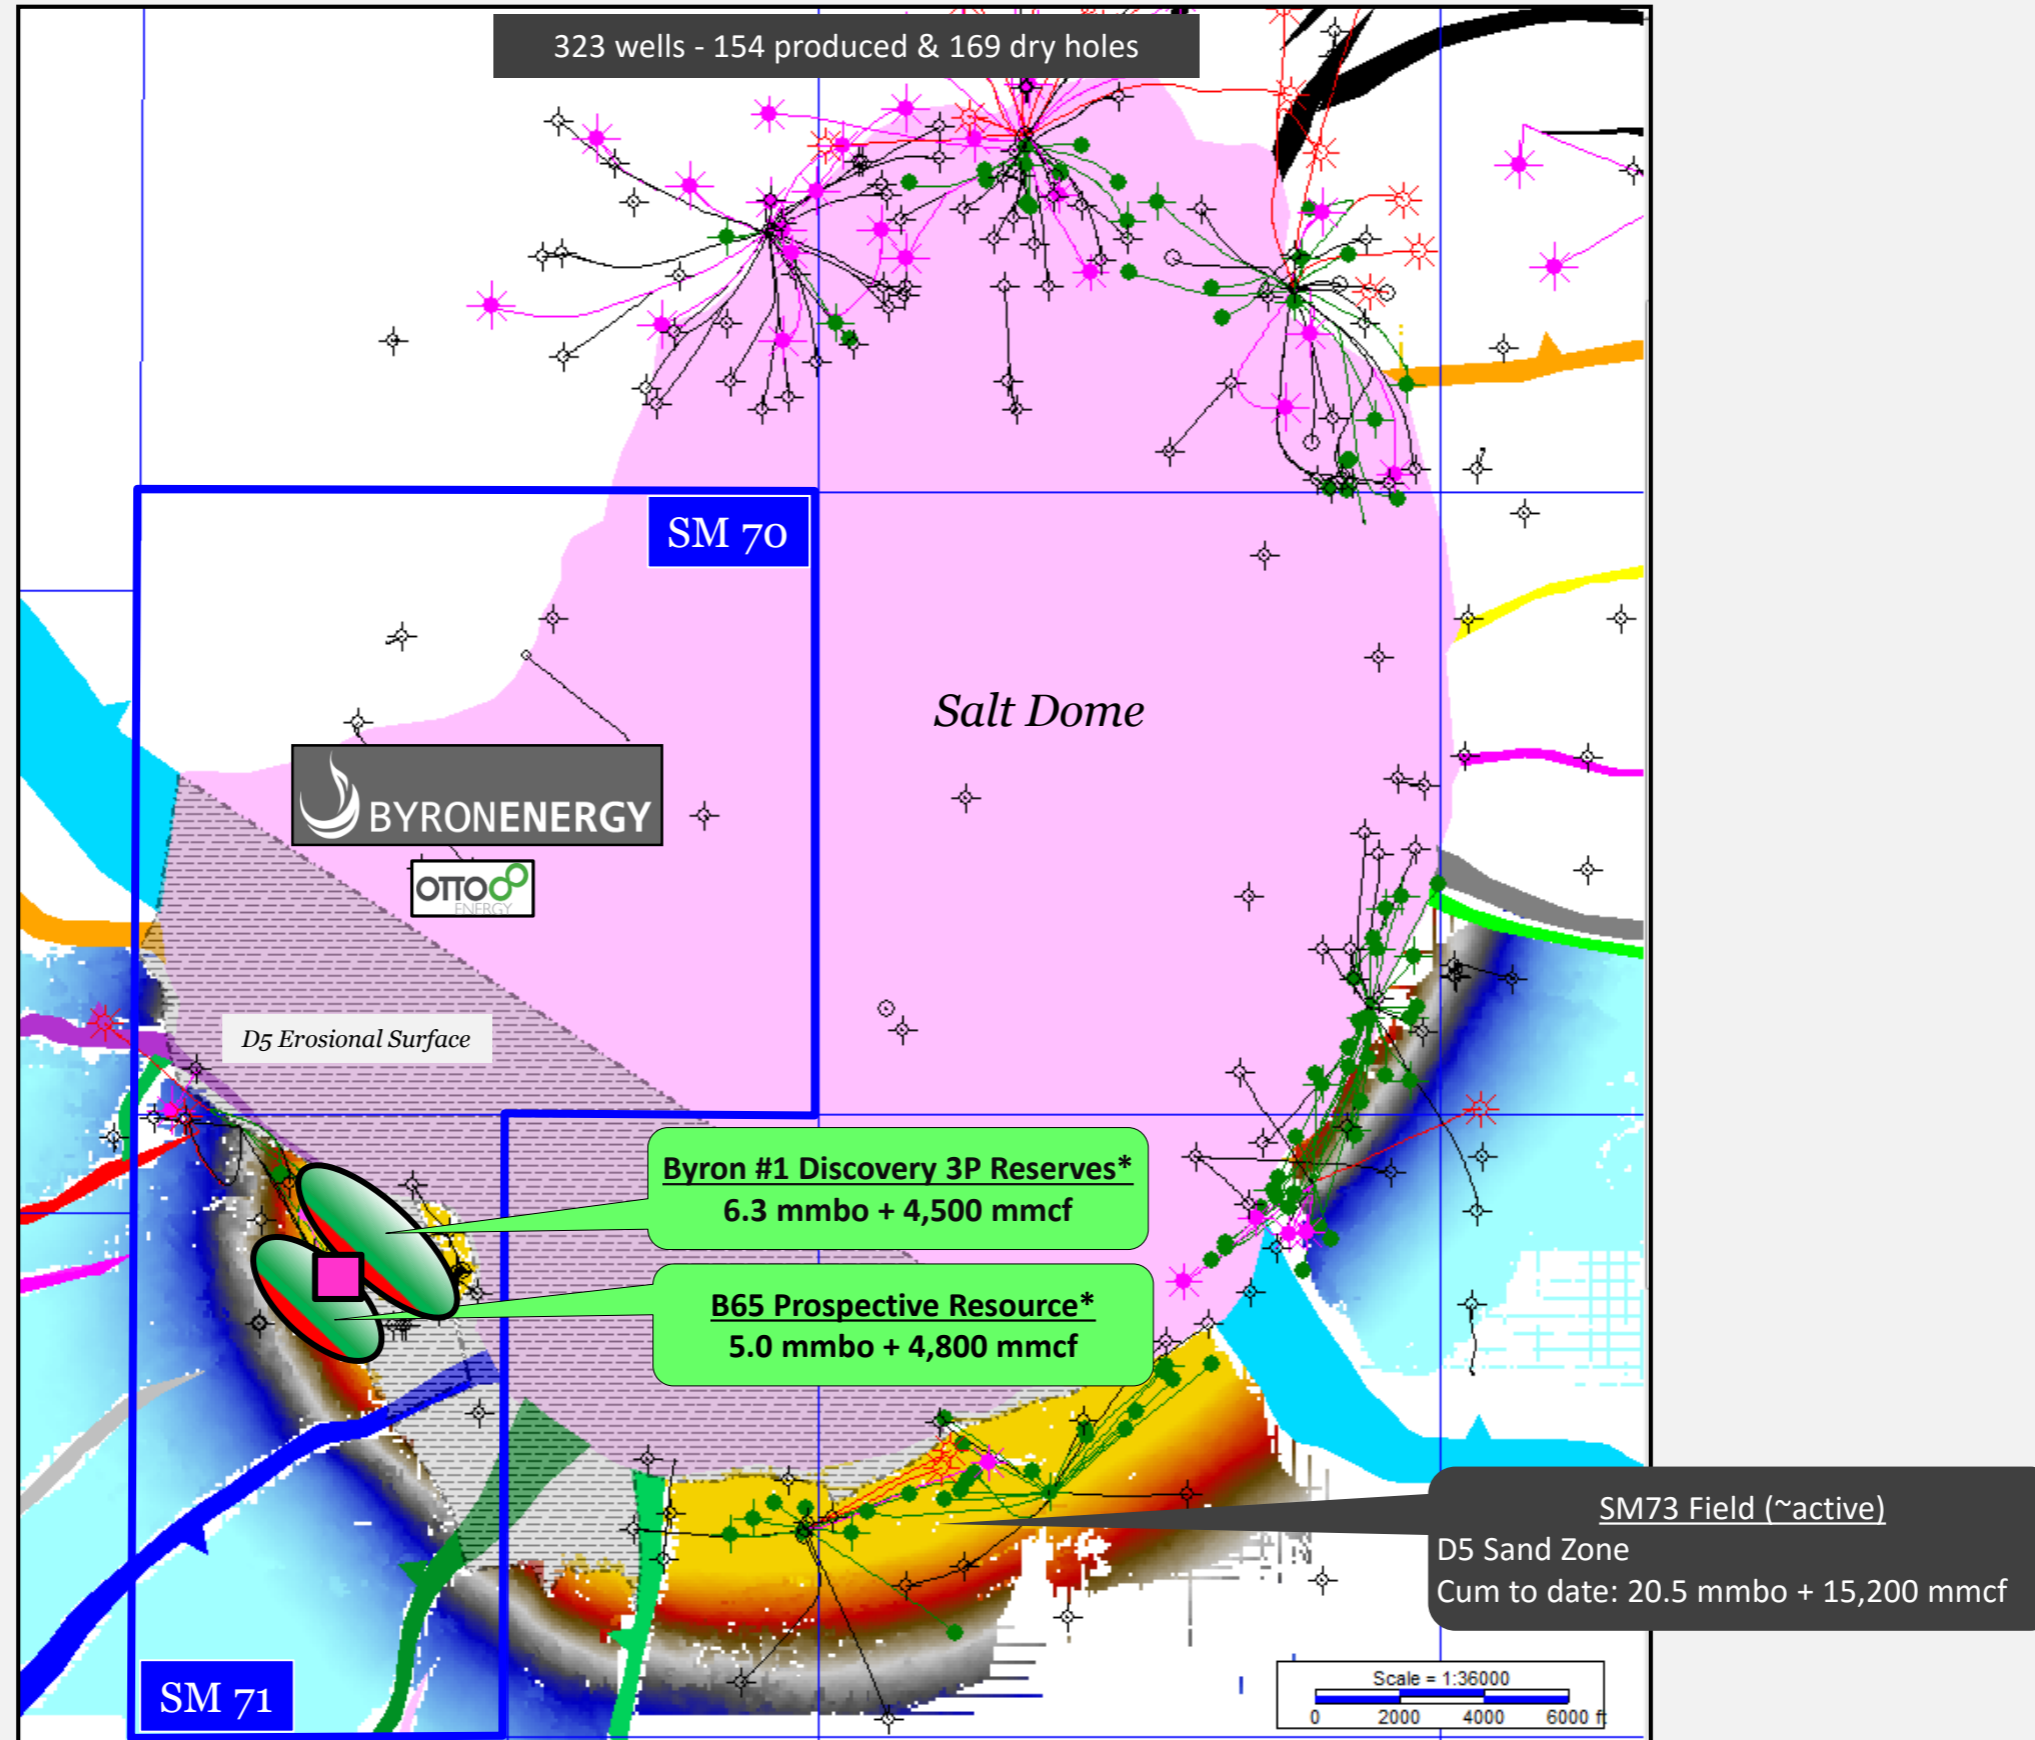 323 wells - 154 produced & 169 dry holes
SM 70
Salt Dome
BYRONENERGY
OTTO
ENERGY
D5 Erosional Surface
Byron #1 Discovery 3P Reserves*
6.3 mmbo + 4,500 mmcf
B65 Prospective Resource*
5.0 mmbo + 4,800 mmcf
SM73 Field (~active)
D5 Sand Zone
Cum to date: 20.5 mmbo + 15,200 mmcf
SM 71
Scale = 1:36000
0 2000 4000 6000 ft